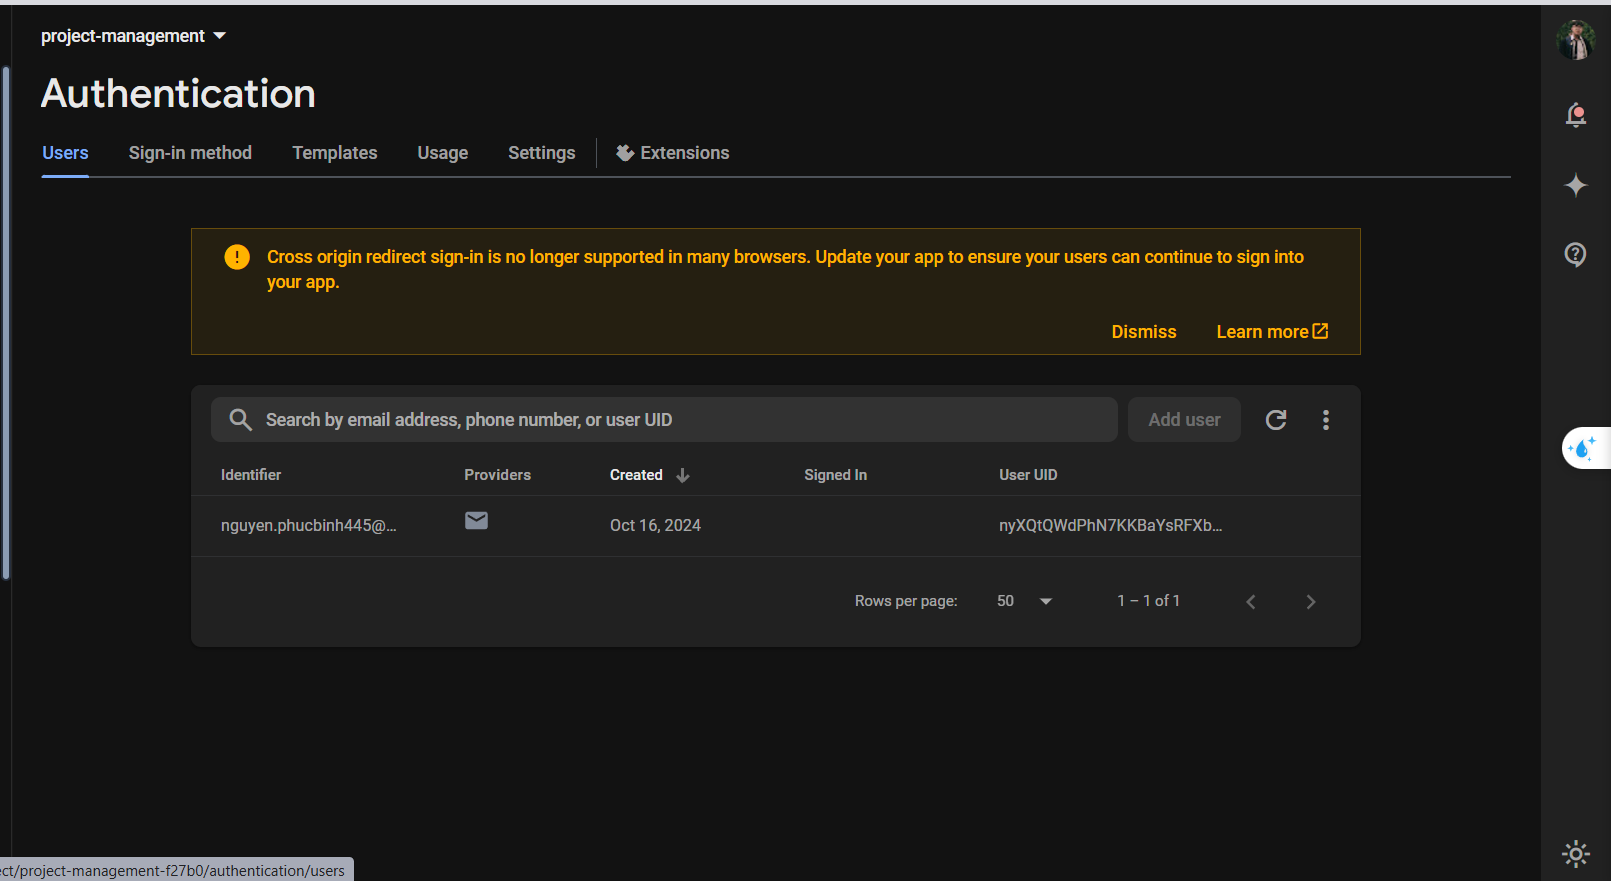 project-management
Authentication
Users Sign-in method Templates Usage Settings Extensions
Cross origin redirect sign-in is no longer supported in many browsers. Update your app to ensure your users can continue to sign into
your app.
Dismiss Learn more
Search by email address, phone number, or user UID Add user
Identifier Providers Created Signed In User UID
nguyen.phucbinh445@... Oct 16, 2024 nyXQtQWdPhN7KKBaYsRFXb...
Rows per page: 50 1 – 1 of 1
ect/project-management-f27b0/authentication/users